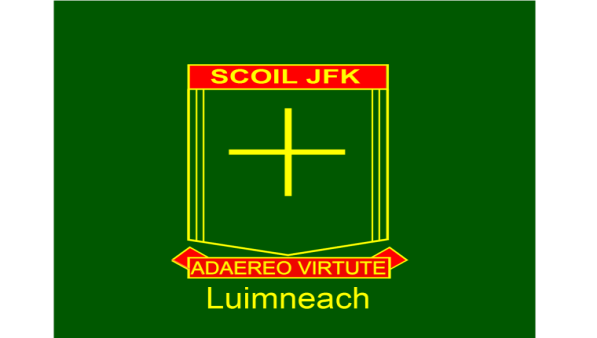 SCOIL JFK
ADAEREO VIRTUTE
Luimneach